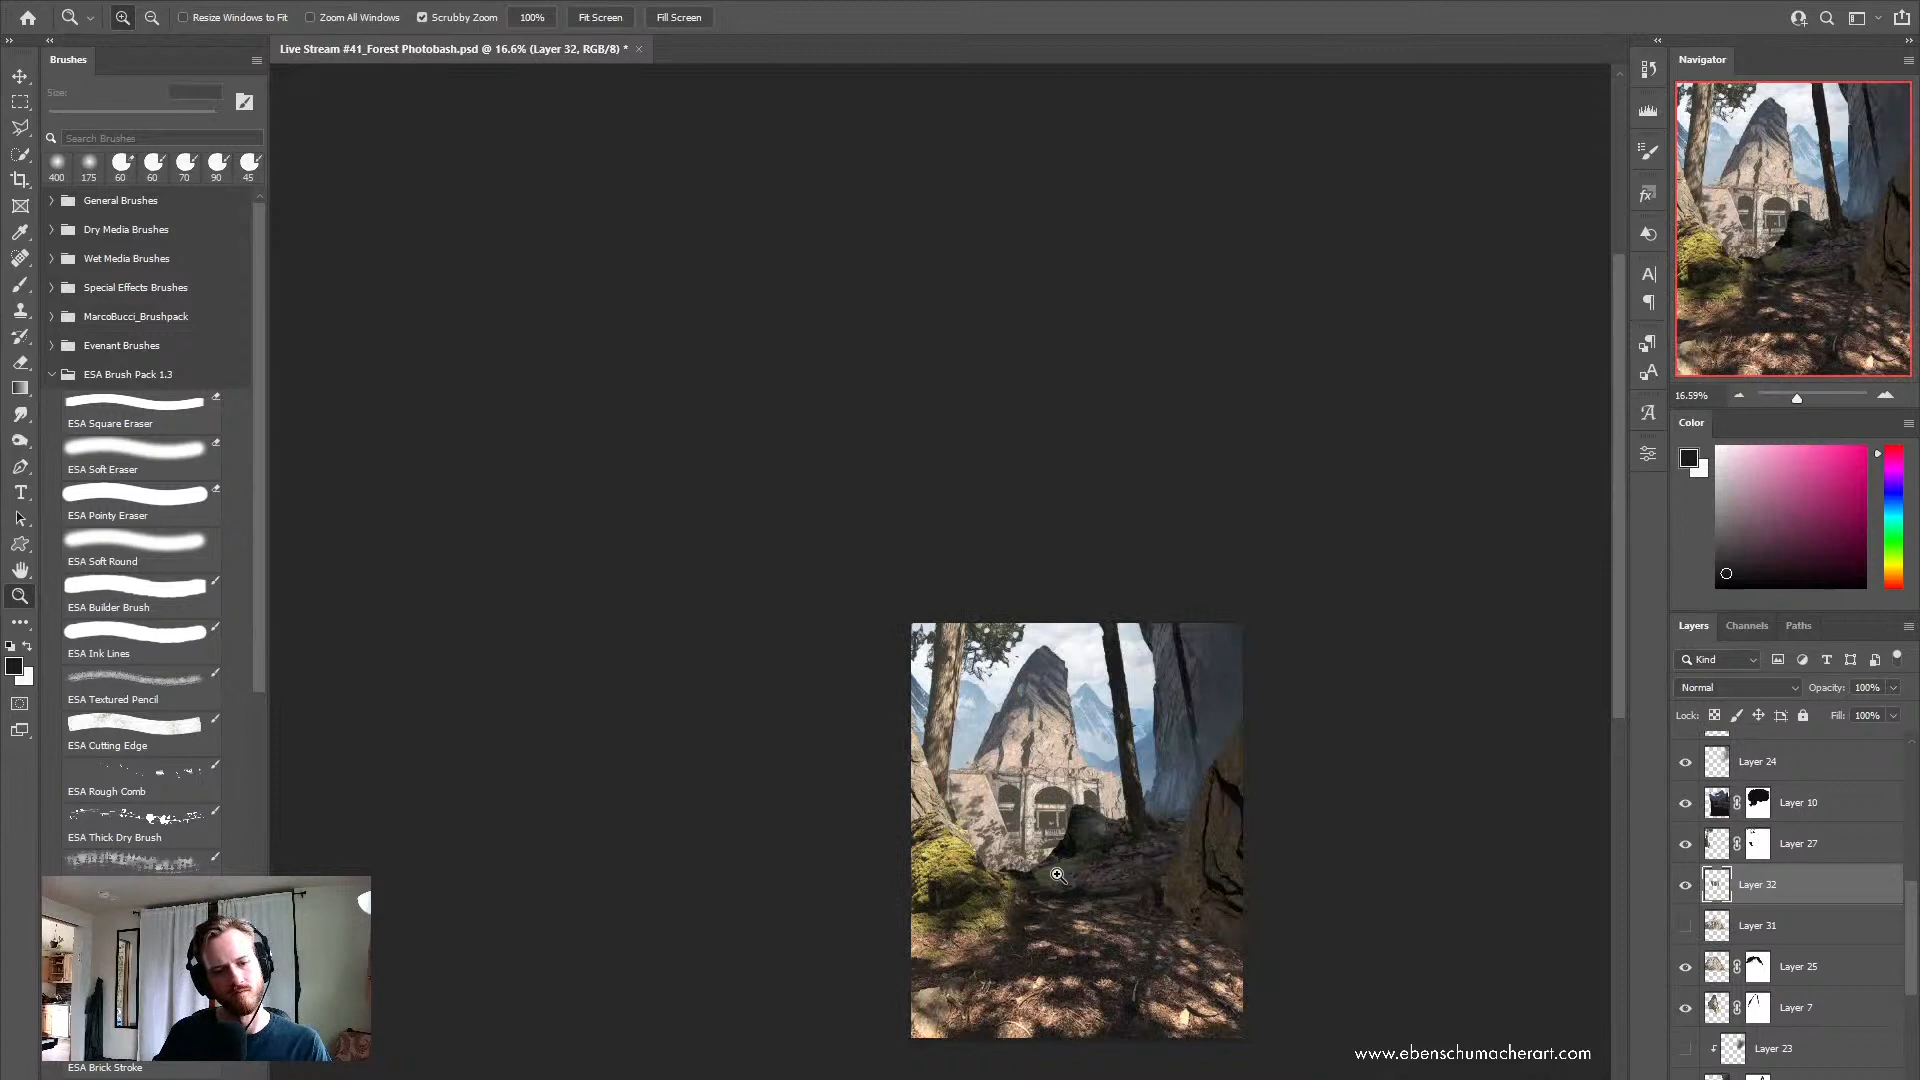 Resize Windows to Fit Zoom All Windows Scrubby Zoom 100% Fit Screen Fill Screen
Live Stream #41_Forest Photobash.psd @ 16.6% (Layer 32, RGB/8) *
Brushes
Size:
Search Brushes
400 175 60 60 70 90 45
General Brushes
Dry Media Brushes
Wet Media Brushes
Special Effects Brushes
MarcoBucci_Brushpack
Evenant Brushes
ESA Brush Pack 1.3
ESA Square Eraser
ESA Soft Eraser
ESA Pointy Eraser
ESA Soft Round
ESA Builder Brush
ESA Ink Lines
ESA Textured Pencil
ESA Cutting Edge
ESA Rough Comb
ESA Thick Dry Brush
ESA Brick Stroke
www.ebenschumacherart.com
Navigator
16.59%
Color
Layers Channels Paths
Kind
Normal Opacity: 100%
Lock: Fill: 100%
Layer 24
Layer 10
Layer 27
Layer 32
Layer 31
Layer 25
Layer 7
Layer 23